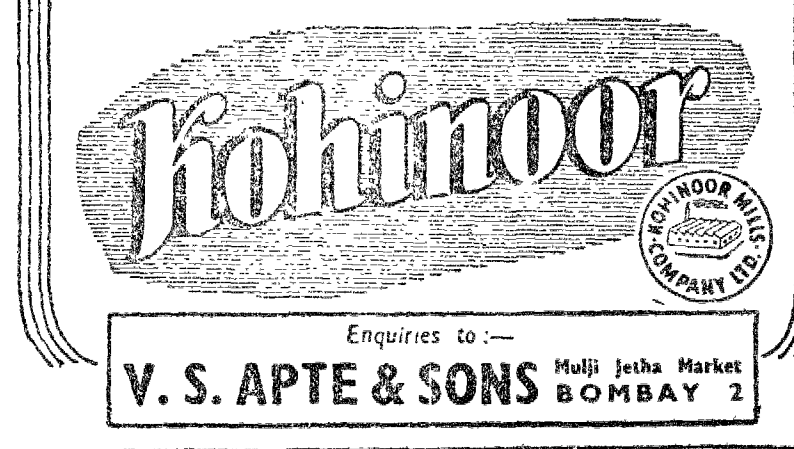 Kohinoor
KOHINOOR MILLS
COMPANY LTD.
Enquiries to :—
V. S. APTE & SONS
Mulji Jetha Market
BOMBAY 2